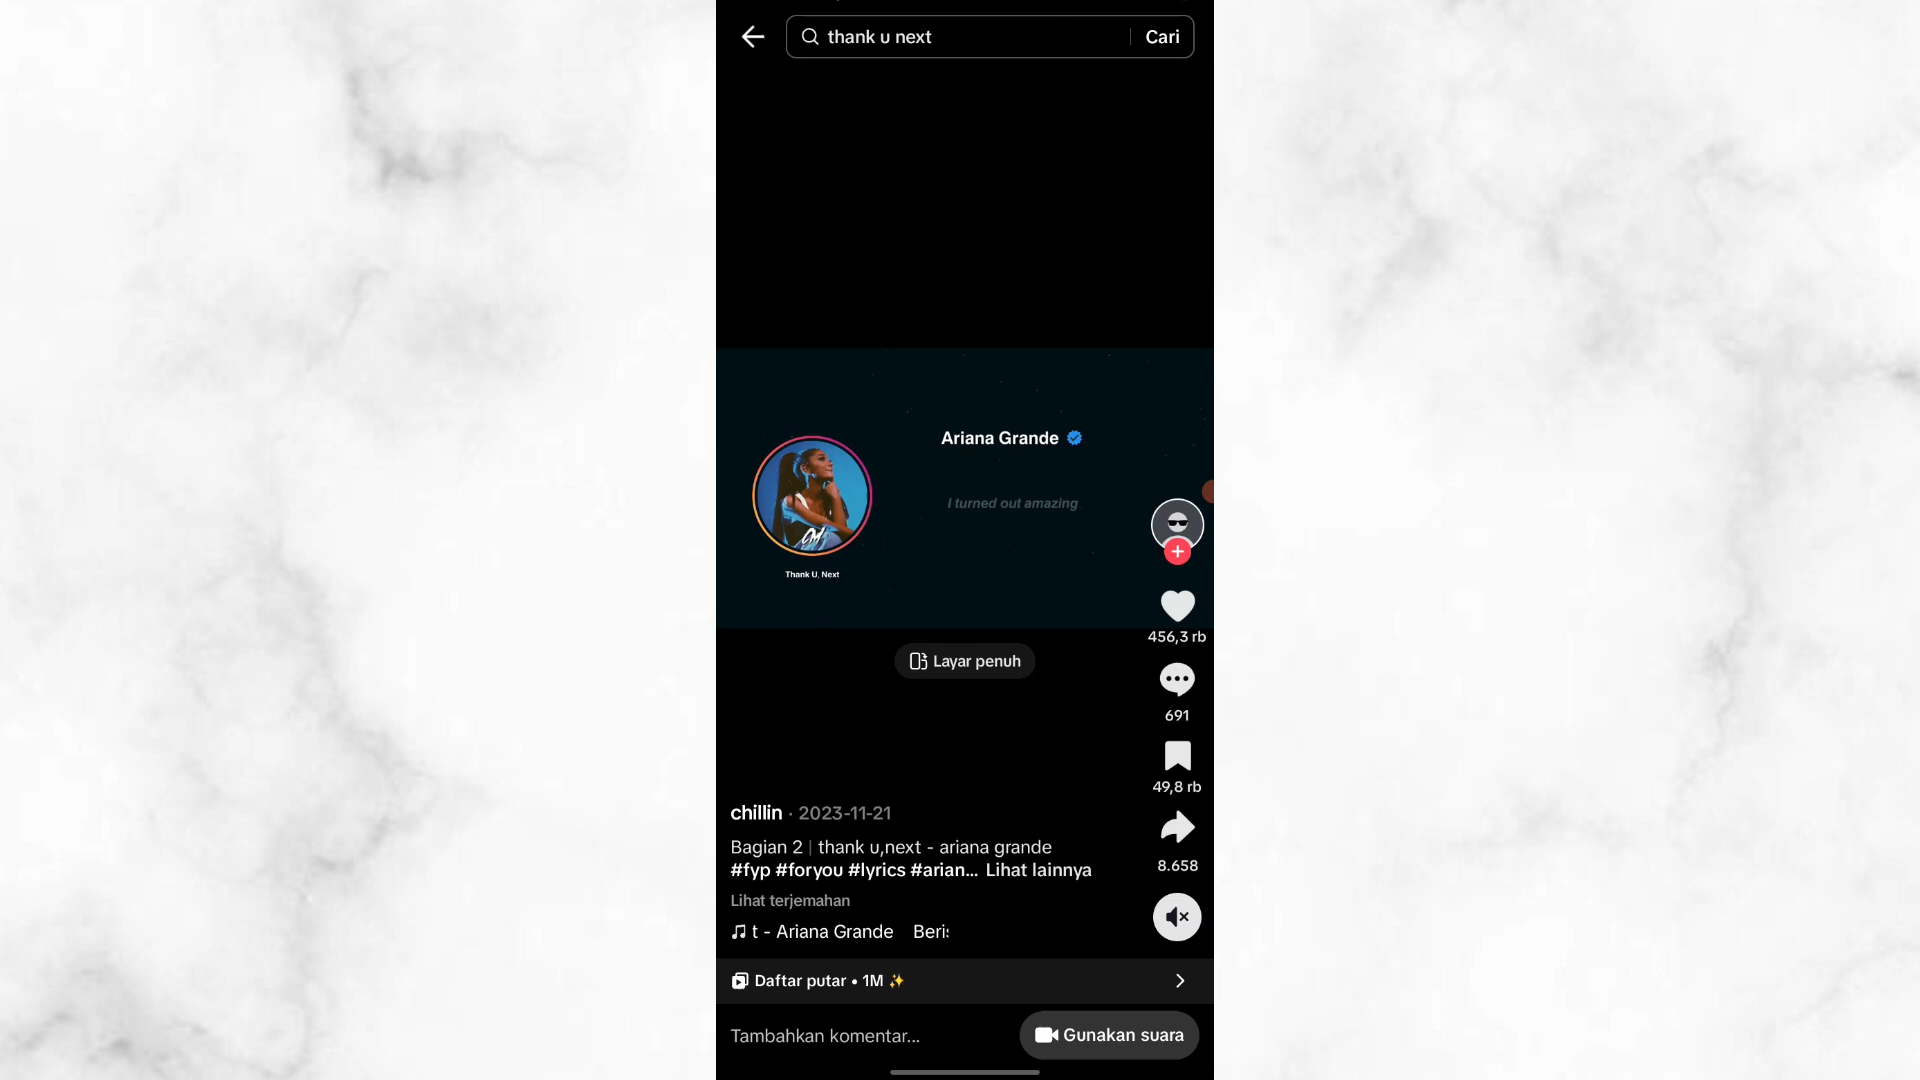 thank u next
Cari
Ariana Grande
I turned out amazing
Thank U, Next
456,3 rb
Layar penuh
691
49,8 rb
8.658
chillin · 2023-11-21
Bagian 2 | thank u,next - ariana grande
#fyp #foryou #lyrics #arian... Lihat lainnya
Lihat terjemahan
t - Ariana Grande Beri
Daftar putar • 1M ✨
Tambahkan komentar...
Gunakan suara